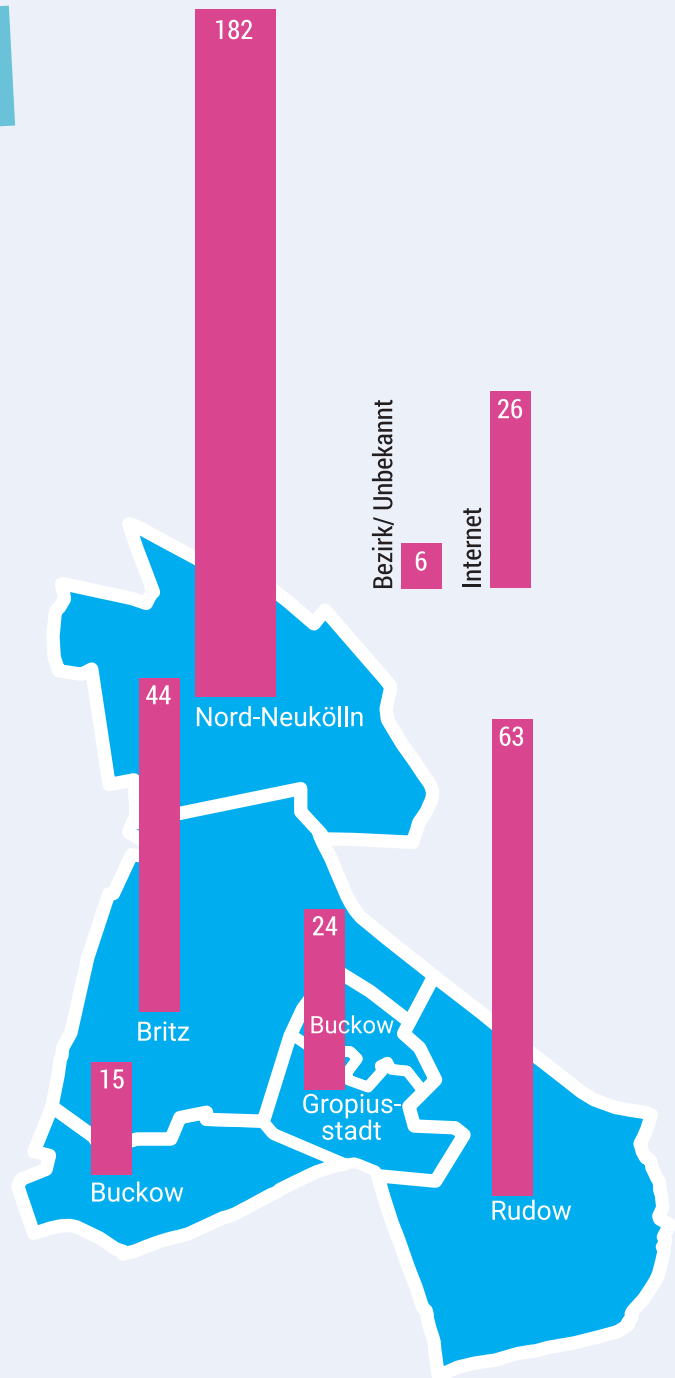 182
Bezirk/ Unbekannt
6
Internet
26
Nord-Neukölln
44
63
Britz
24
Buckow
Gropius-
stadt
15
Buckow
Rudow